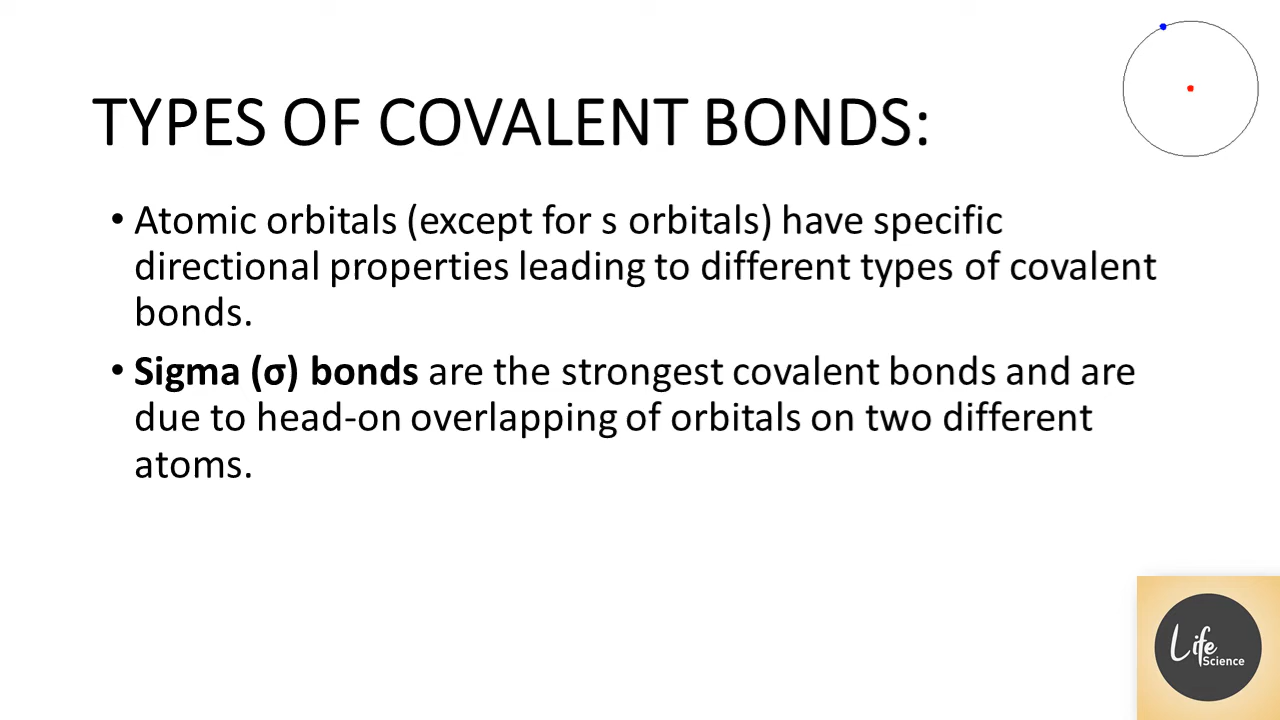 TYPES OF COVALENT BONDS:
• Atomic orbitals (except for s orbitals) have specific
directional properties leading to different types of covalent
bonds.
• Sigma (σ) bonds are the strongest covalent bonds and are
due to head-on overlapping of orbitals on two different
atoms.
Life
Science